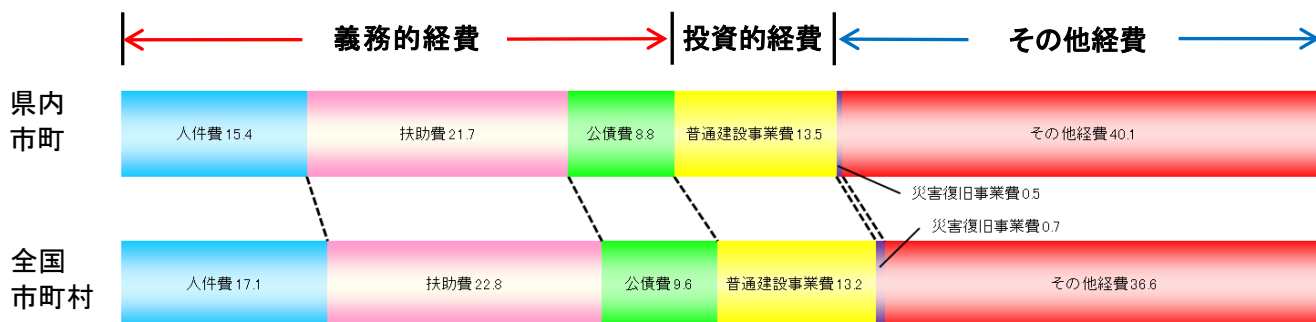 義務的経費
投資的経費
その他経費
県内
市町
人件費15.4
扶助費21.7
公債費8.8
普通建設事業費13.5
その他経費40.1
災害復旧事業費0.5
災害復旧事業費0.7
全国
市町村
人件費17.1
扶助費22.8
公債費9.6
普通建設事業費13.2
その他経費36.6